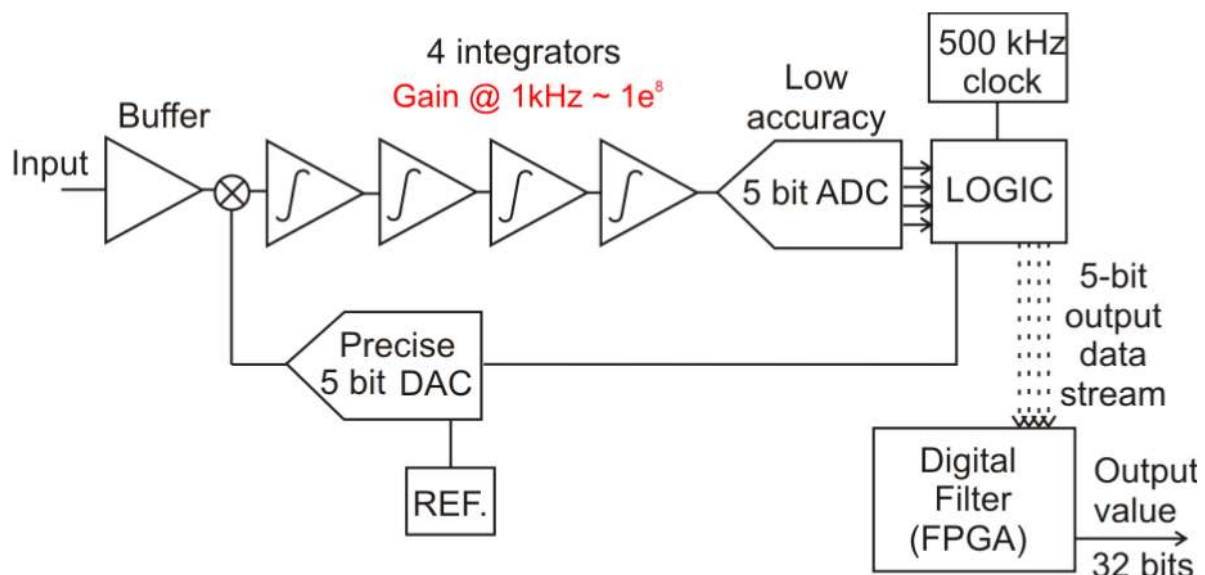 4 integrators
Gain @ 1kHz ~ 1e⁸
Buffer
Input
Low
accuracy
5 bit ADC
500 kHz
clock
LOGIC
5-bit
output
data
stream
Precise
5 bit DAC
REF.
Digital
Filter
(FPGA)
Output
value
32 bits